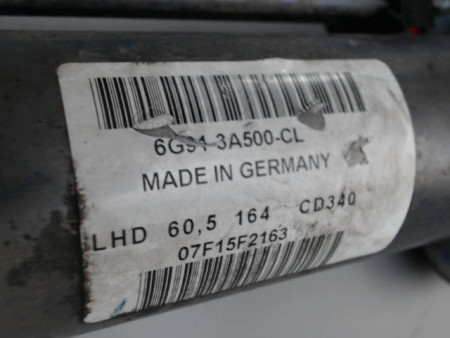 6G91-3A500-CL
MADE IN GERMANY
LHD 60,5 164 CD340
07F15F2163